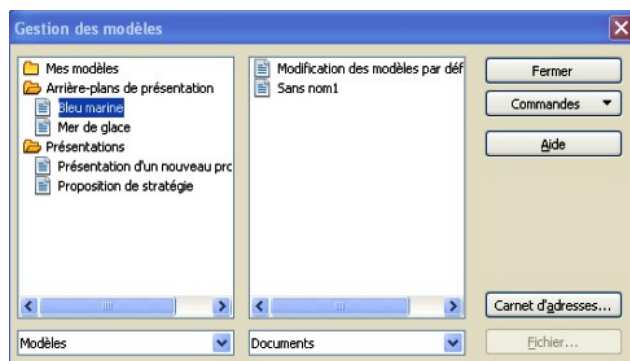 Gestion des modèles
Mes modèles
Arrière-plans de présentation
Bleu marine
Mer de glace
Présentations
Présentation d'un nouveau prc
Proposition de stratégie
Modification des modèles par déf
Sans nom1
Fermer
Commandes
Aide
Carnet d'adresses...
Modèles
Documents
Fichier...